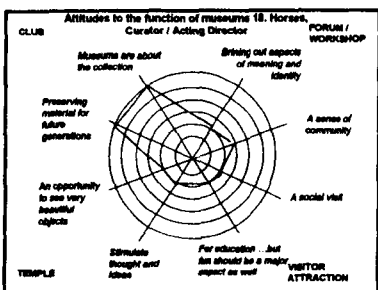 Attitudes to the function of museums 18. Horses,
Curator / Acting Director
CLUB
FORUM /
WORKSHOP
Museums are about
the collection
Brining out aspects
of meaning and
identity
Preserving
material for
future
generations
A sense of
community
An opportunity
to see very
beautiful
objects
A social visit
Stimulate
thought and
ideas
For education ...but
fun should be a major
aspect as well
TEMPLE
VISITOR
ATTRACTION